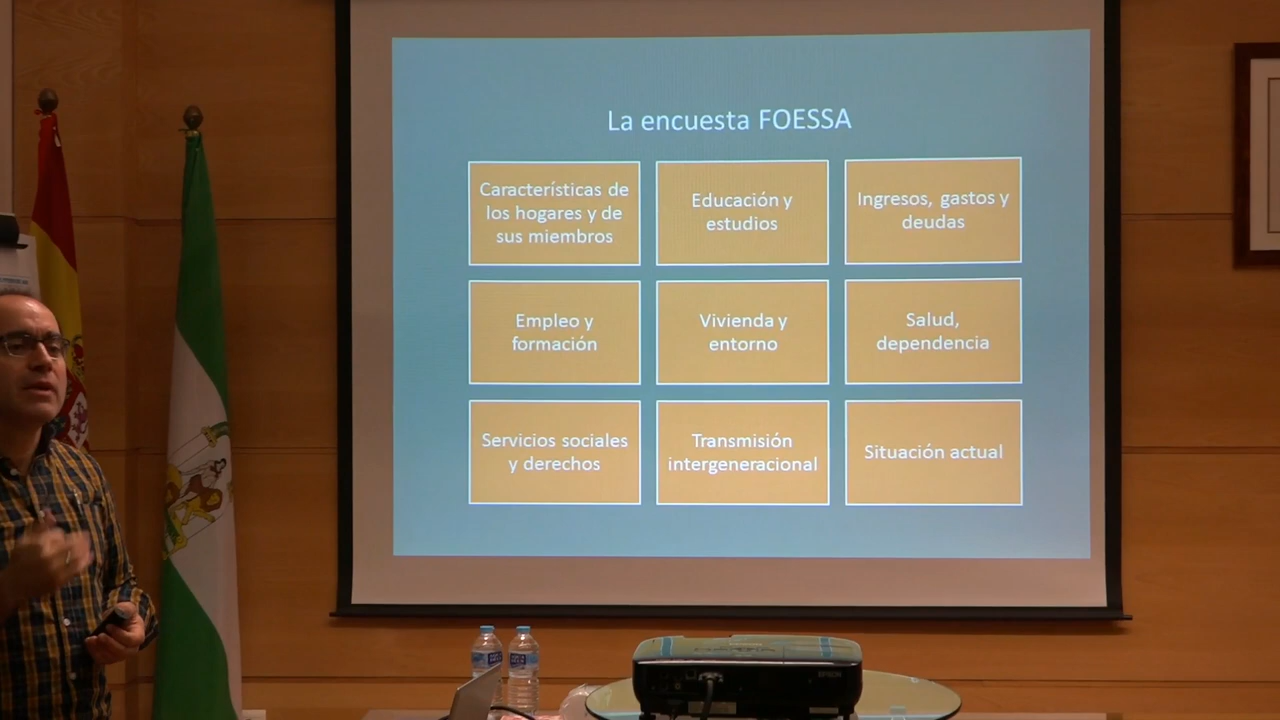 La encuesta FOESSA
Características de
los hogares y de
sus miembros
Educación y
estudios
Ingresos, gastos y
deudas
Empleo y
formación
Vivienda y
entorno
Salud,
dependencia
Servicios sociales
y derechos
Transmisión
intergeneracional
Situación actual
EPSON